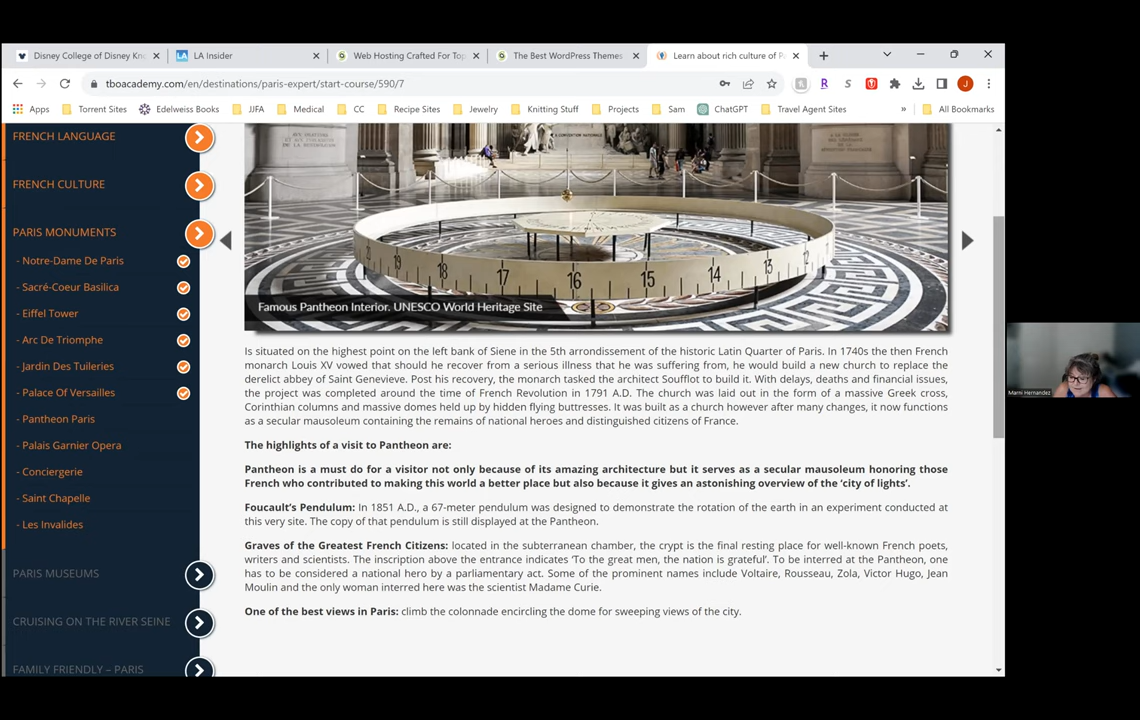 Disney College of Disney Kno
LA Insider
Web Hosting Crafted For Top
The Best WordPress Themes
Learn about rich culture of Pa
tboacademy.com/en/destinations/paris-expert/start-course/590/7
Apps
Torrent Sites
Edelweiss Books
JJFA
Medical
CC
Recipe Sites
Jewelry
Knitting Stuff
Projects
Sam
ChatGPT
Travel Agent Sites
»
All Bookmarks
FRENCH LANGUAGE
FRENCH CULTURE
PARIS MONUMENTS
- Notre-Dame De Paris
- Sacré-Coeur Basilica
- Eiffel Tower
- Arc De Triomphe
- Jardin Des Tuileries
- Palace Of Versailles
- Pantheon Paris
- Palais Garnier Opera
- Conciergerie
- Saint Chapelle
- Les Invalides
PARIS MUSEUMS
CRUISING ON THE RIVER SEINE
FAMILY FRIENDLY – PARIS
19 18 17 16 15 14 13 12
Famous Pantheon Interior. UNESCO World Heritage Site
Is situated on the highest point on the left bank of Siene in the 5th arrondissement of the historic Latin Quarter of Paris. In 1740s the then French
monarch Louis XV vowed that should he recover from a serious illness that he was suffering from, he would build a new church to replace the
derelict abbey of Saint Genevieve. Post his recovery, the monarch tasked the architect Soufflot to build it. With delays, deaths and financial issues,
the project was completed around the time of French Revolution in 1791 A.D. The church was laid out in the form of a massive Greek cross,
Corinthian columns and massive domes held up by hidden flying buttresses. It was built as a church however after many changes, it now functions
as a secular mausoleum containing the remains of national heroes and distinguished citizens of France.
The highlights of a visit to Pantheon are:
Pantheon is a must do for a visitor not only because of its amazing architecture but it serves as a secular mausoleum honoring those
French who contributed to making this world a better place but also because it gives an astonishing overview of the ‘city of lights’.
Foucault’s Pendulum: In 1851 A.D., a 67-meter pendulum was designed to demonstrate the rotation of the earth in an experiment conducted at
this very site. The copy of that pendulum is still displayed at the Pantheon.
Graves of the Greatest French Citizens: located in the subterranean chamber, the crypt is the final resting place for well-known French poets,
writers and scientists. The inscription above the entrance indicates ‘To the great men, the nation is grateful’. To be interred at the Pantheon, one
has to be considered a national hero by a parliamentary act. Some of the prominent names include Voltaire, Rousseau, Zola, Victor Hugo, Jean
Moulin and the only woman interred here was the scientist Madame Curie.
One of the best views in Paris: climb the colonnade encircling the dome for sweeping views of the city.
Marni Hernandez